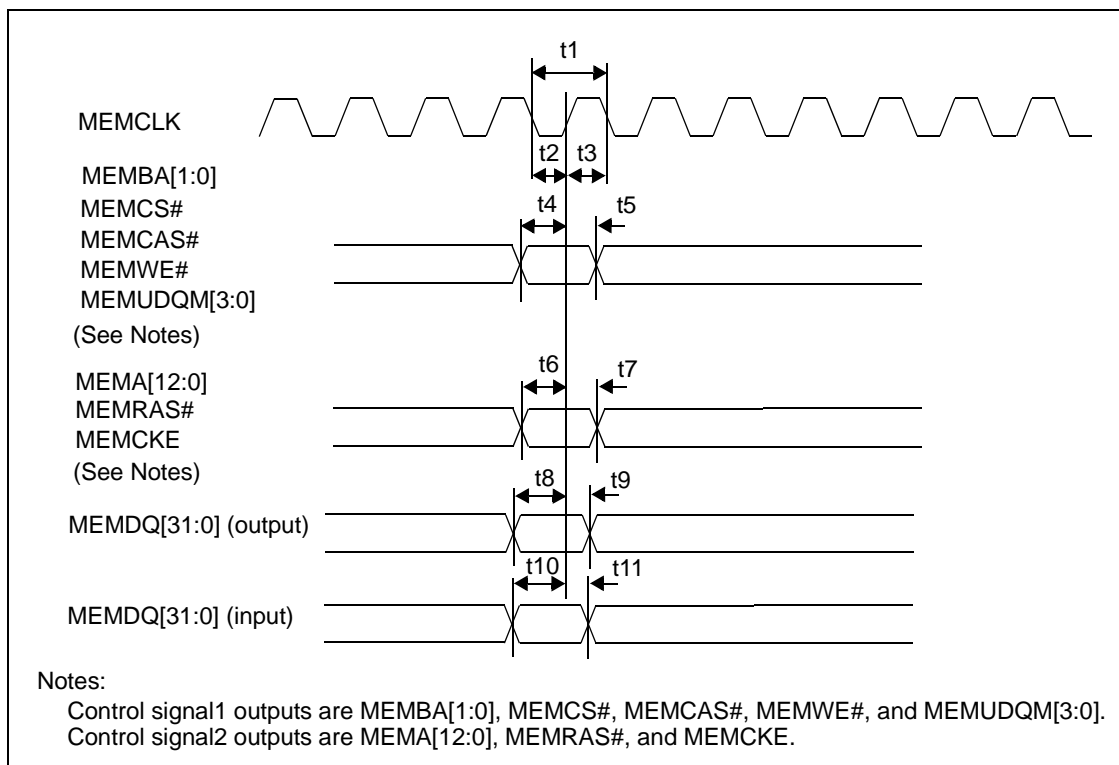 t1
MEMCLK
t2 t3
MEMBA[1:0]
MEMCS#
t4 t5
MEMCAS#
MEMWE#
MEMUDQM[3:0]
(See Notes)
t6 t7
MEMA[12:0]
MEMRAS#
MEMCKE
(See Notes)
t8 t9
MEMDQ[31:0] (output)
t10 t11
MEMDQ[31:0] (input)
Notes:
Control signal1 outputs are MEMBA[1:0], MEMCS#, MEMCAS#, MEMWE#, and MEMUDQM[3:0].
Control signal2 outputs are MEMA[12:0], MEMRAS#, and MEMCKE.